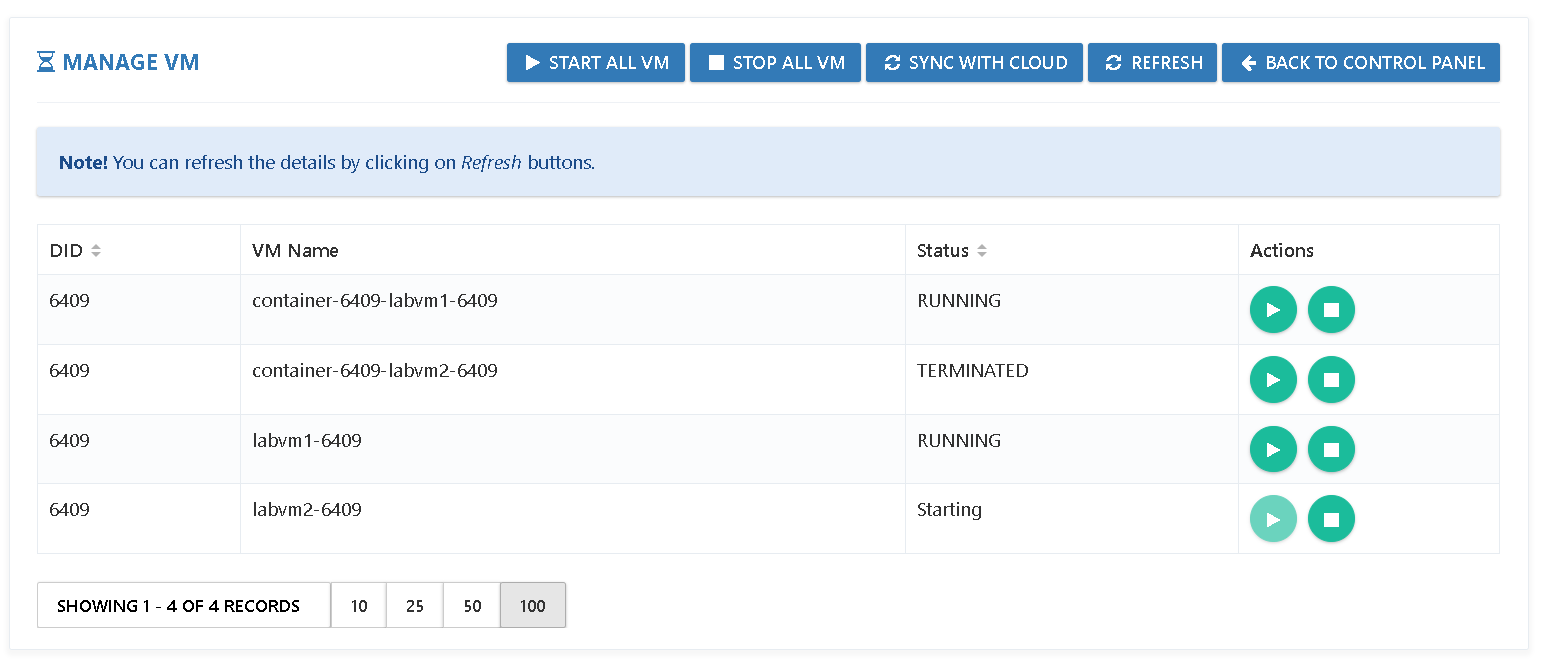 MANAGE VM START ALL VM STOP ALL VM SYNC WITH CLOUD REFRESH BACK TO CONTROL PANEL
Note! You can refresh the details by clicking on Refresh buttons.
DID VM Name Status Actions
6409 container-6409-labvm1-6409 RUNNING
6409 container-6409-labvm2-6409 TERMINATED
6409 labvm1-6409 RUNNING
6409 labvm2-6409 Starting
SHOWING 1 - 4 OF 4 RECORDS 10 25 50 100